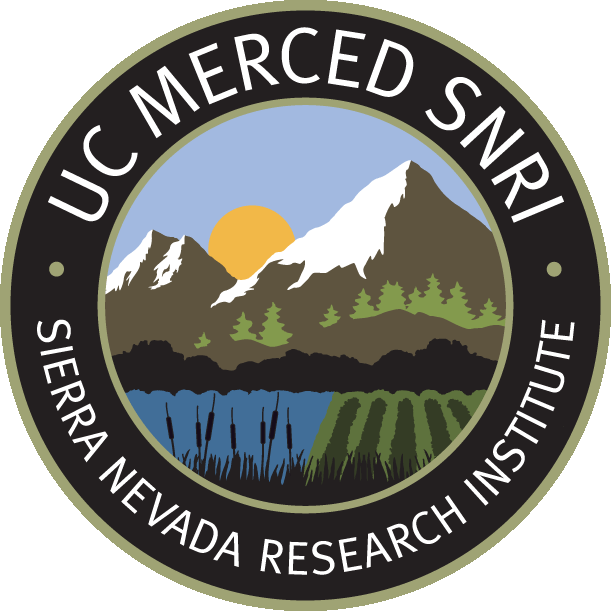 UC MERCED SNRI
SIERRA NEVADA RESEARCH INSTITUTE